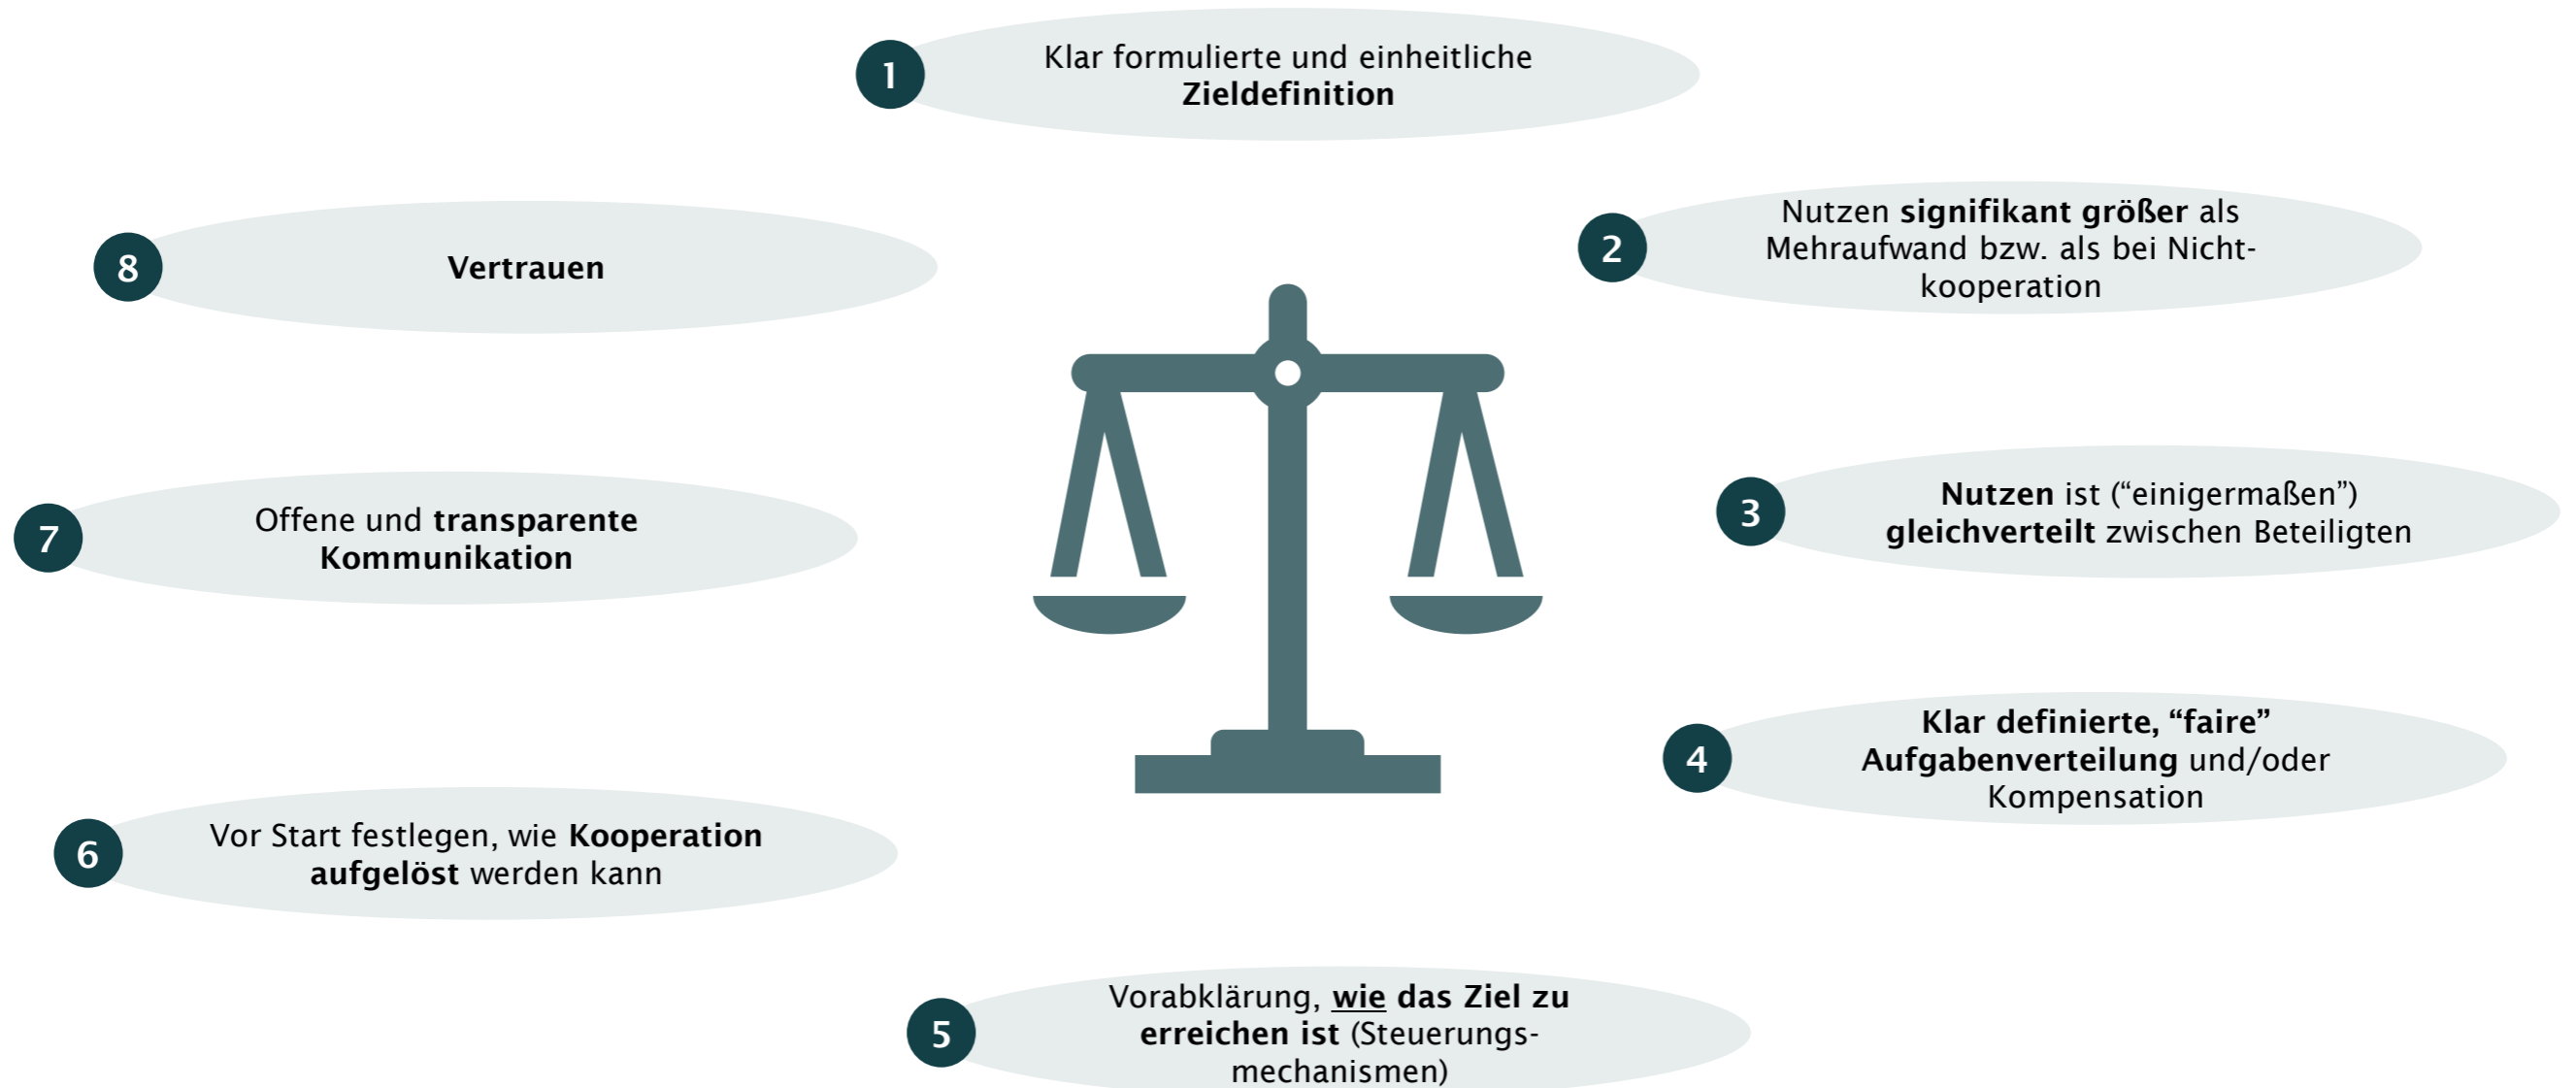 1
Klar formulierte und einheitliche
Zieldefinition
2
Nutzen signifikant größer als
Mehraufwand bzw. als bei Nicht-
kooperation
3
Nutzen ist (“einigermaßen”)
gleichverteilt zwischen Beteiligten
4
Klar definierte, “faire”
Aufgabenverteilung und/oder
Kompensation
5
Vorabklärung, wie das Ziel zu
erreichen ist (Steuerungs-
mechanismen)
6
Vor Start festlegen, wie Kooperation
aufgelöst werden kann
7
Offene und transparente
Kommunikation
8
Vertrauen